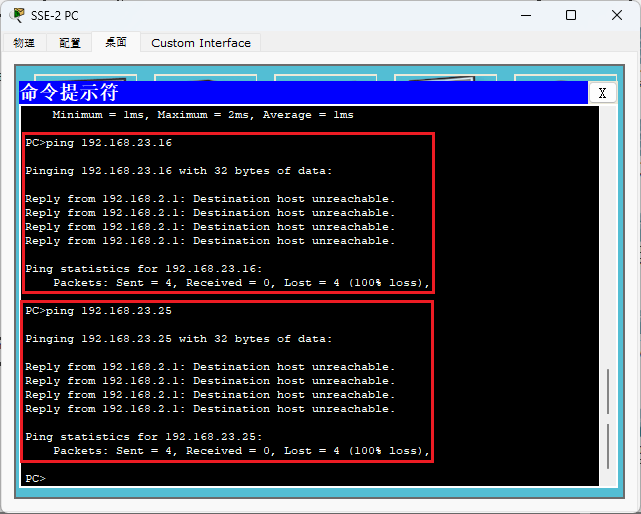 SSE-2 PC
物理 配置 桌面 Custom Interface
命令提示符 X
Minimum = 1ms, Maximum = 2ms, Average = 1ms
PC>ping 192.168.23.16
Pinging 192.168.23.16 with 32 bytes of data:
Reply from 192.168.2.1: Destination host unreachable.
Reply from 192.168.2.1: Destination host unreachable.
Reply from 192.168.2.1: Destination host unreachable.
Reply from 192.168.2.1: Destination host unreachable.
Ping statistics for 192.168.23.16:
Packets: Sent = 4, Received = 0, Lost = 4 (100% loss),
PC>ping 192.168.23.25
Pinging 192.168.23.25 with 32 bytes of data:
Reply from 192.168.2.1: Destination host unreachable.
Reply from 192.168.2.1: Destination host unreachable.
Reply from 192.168.2.1: Destination host unreachable.
Reply from 192.168.2.1: Destination host unreachable.
Ping statistics for 192.168.23.25:
Packets: Sent = 4, Received = 0, Lost = 4 (100% loss),
PC>